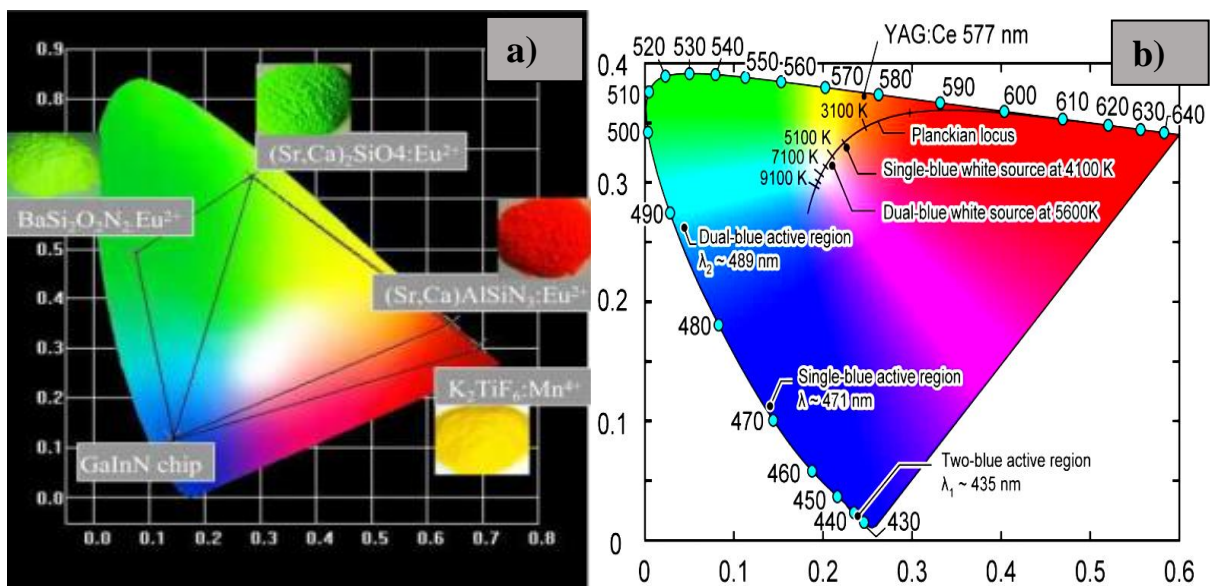 a)
0.9
0.8
0.7
0.6
0.5
0.4
0.3
0.2
0.1
0.0
0.0 0.1 0.2 0.3 0.4 0.5 0.6 0.7 0.8
(Sr,Ca)₂SiO4:Eu²⁺
BaSi₂O₂N₂.Eu²⁺
(Sr,Ca)AlSiN₃:Eu²⁺
K₂TiF₆:Mn⁴⁺
GaInN chip
b)
YAG:Ce 577 nm
0.4
0.3
0.2
0.1
0
0 0.1 0.2 0.3 0.4 0.5 0.6
520 530 540 550 560 570 580 590 600 610 620 630 640
510
500
490
480
470
460
450
440
430
3100 K
5100 K
7100 K
9100 K
Planckian locus
Single-blue white source at 4100 K
Dual-blue white source at 5600K
Dual-blue active region
λ₂ ~ 489 nm
Single-blue active region
λ ~ 471 nm
Two-blue active region
λ₁ ~ 435 nm